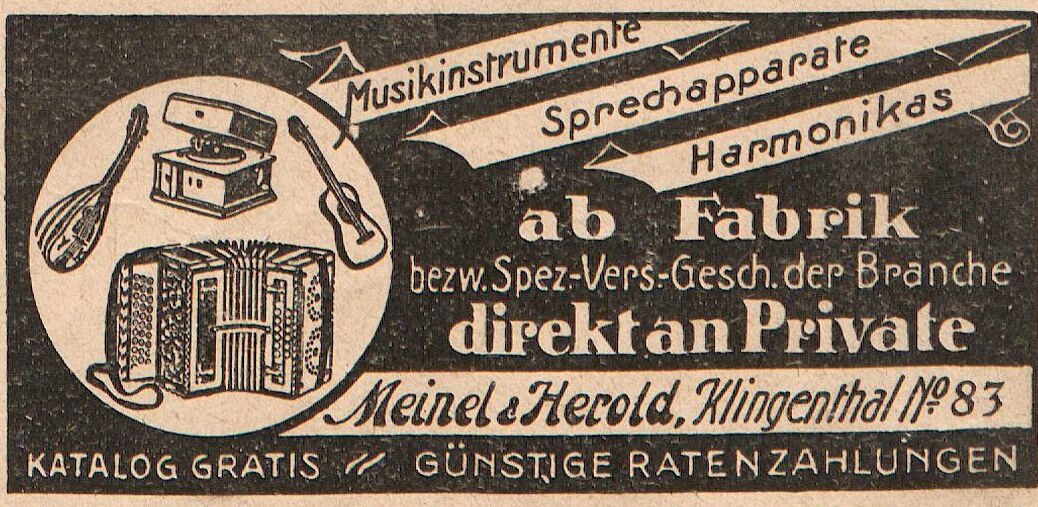 Musikinstrumente
Sprechapparate
Harmonikas
ab Fabrik
bezw. Spez.-Vers.-Gesch. der Branche
direkt an Private
Meinel & Herold, Klingenthal No. 83
KATALOG GRATIS // GÜNSTIGE RATENZAHLUNGEN